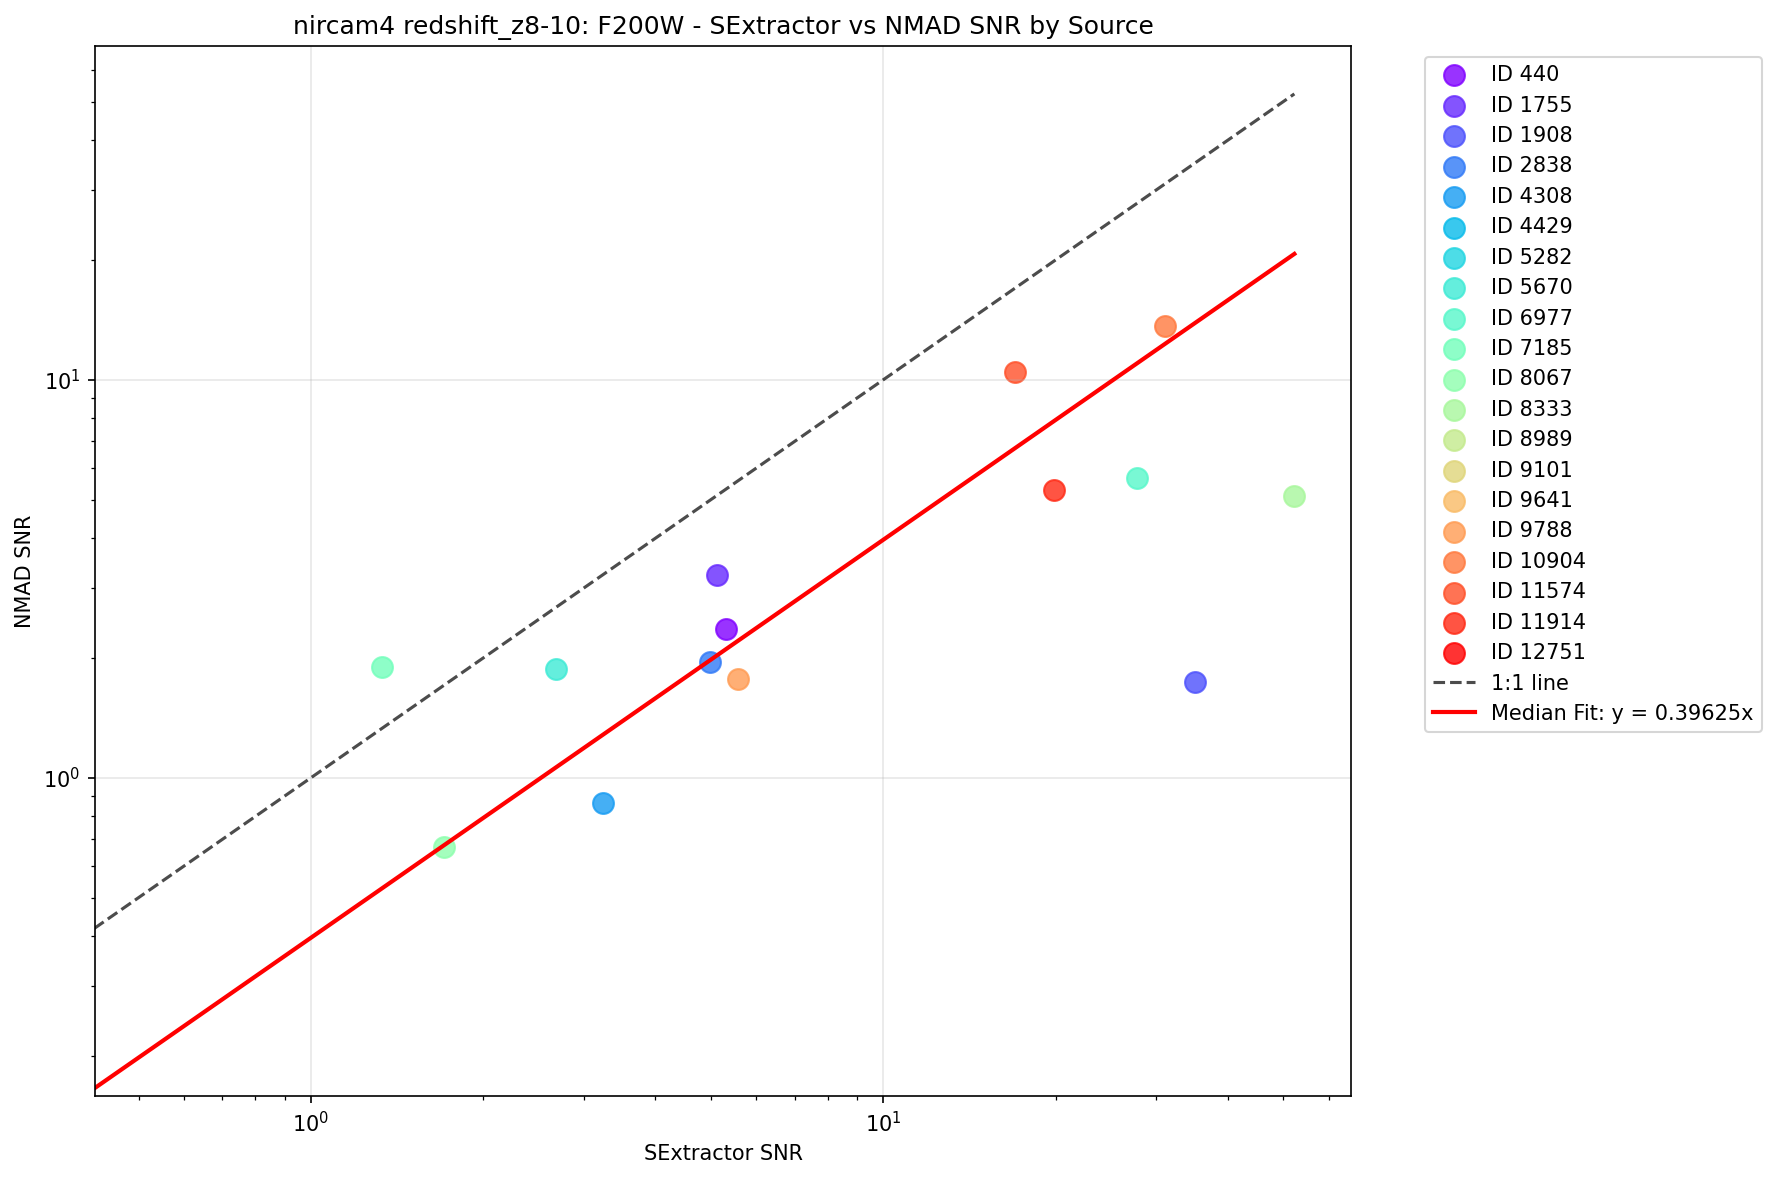 nircam4 redshift_z8-10: F200W - SExtractor vs NMAD SNR by Source
NMAD SNR
10¹
10⁰
10⁰
10¹
SExtractor SNR
ID 440
ID 1755
ID 1908
ID 2838
ID 4308
ID 4429
ID 5282
ID 5670
ID 6977
ID 7185
ID 8067
ID 8333
ID 8989
ID 9101
ID 9641
ID 9788
ID 10904
ID 11574
ID 11914
ID 12751
1:1 line
Median Fit: y = 0.39625x